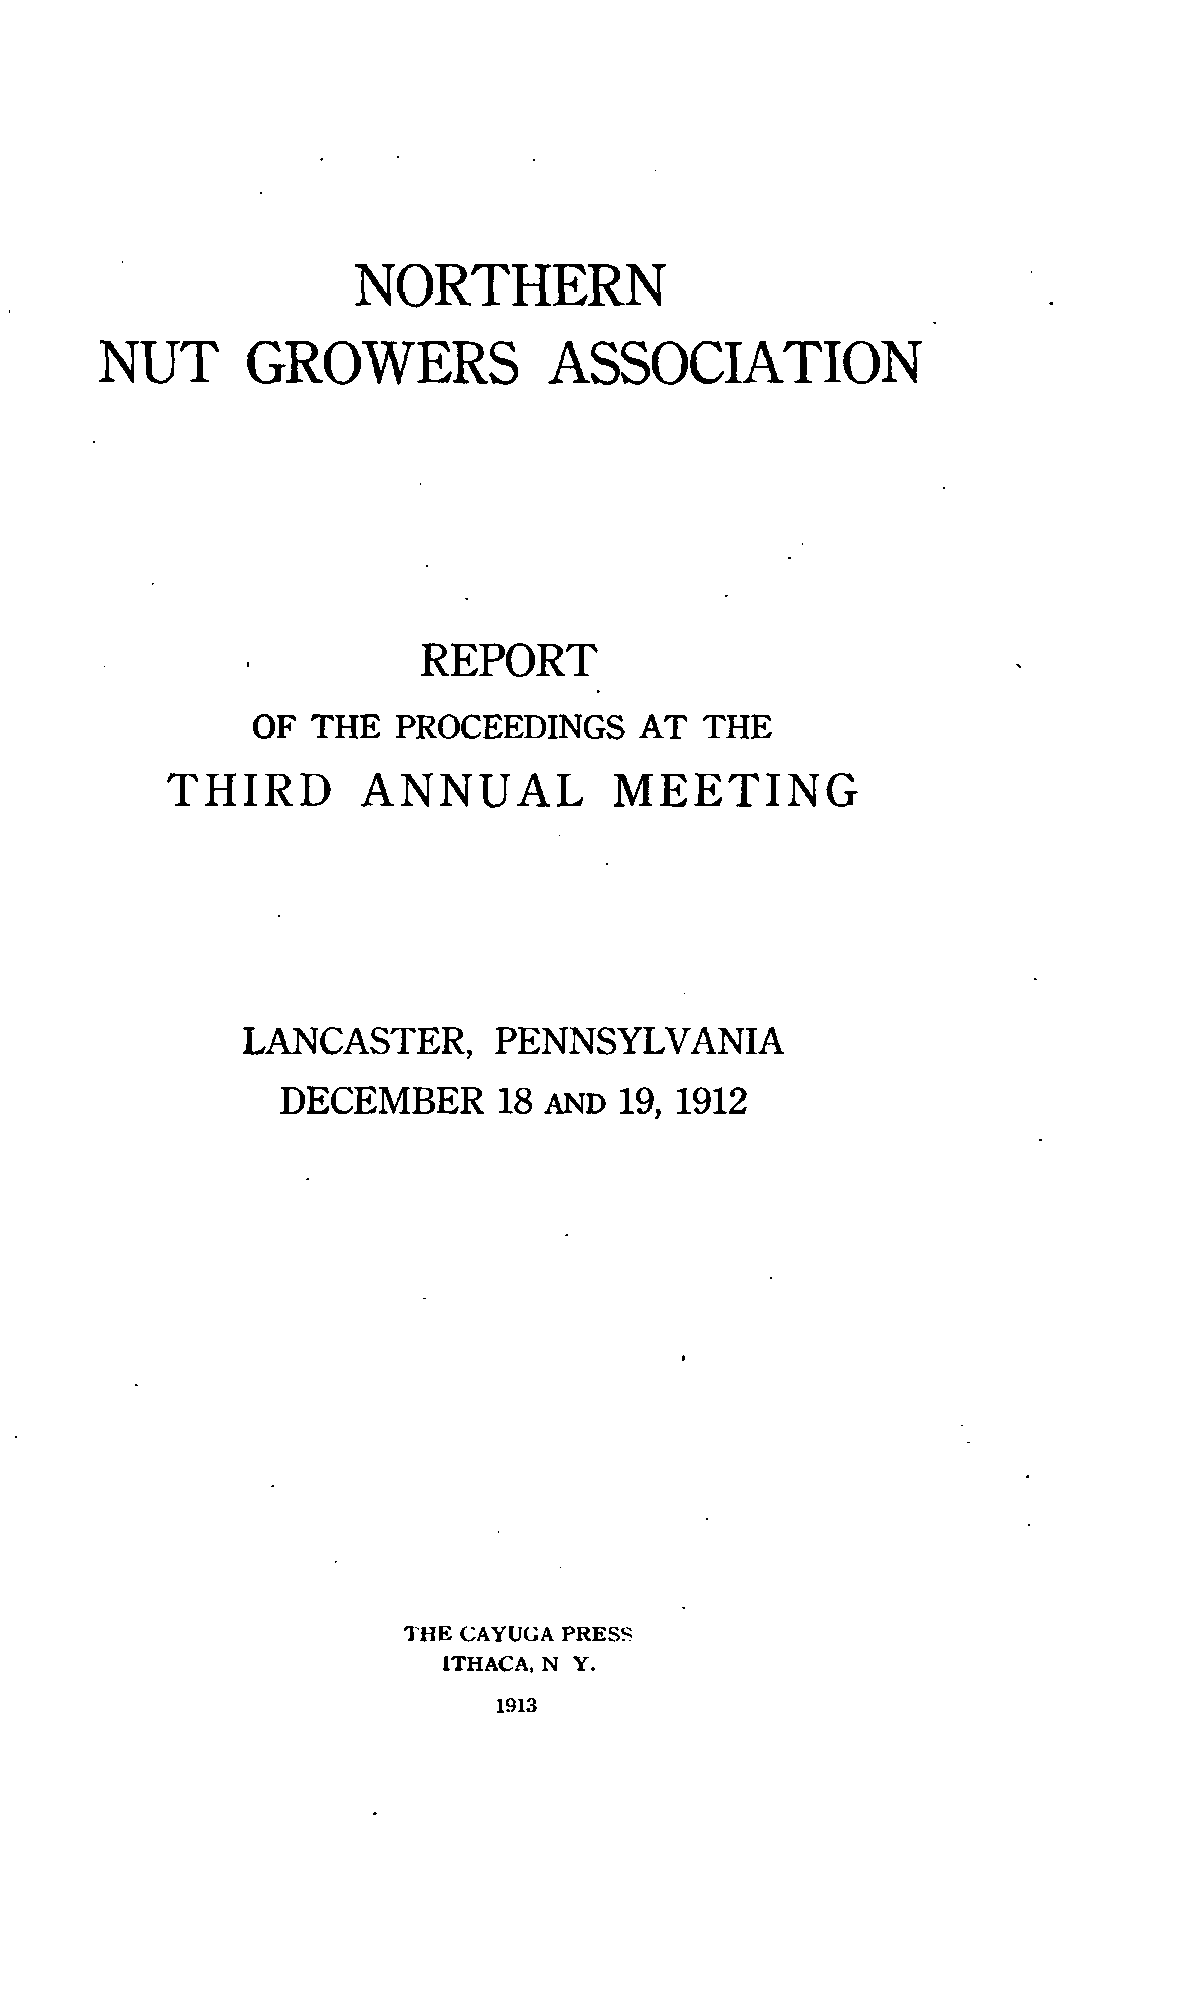 NORTHERN
NUT GROWERS ASSOCIATION
REPORT
OF THE PROCEEDINGS AT THE
THIRD ANNUAL MEETING
LANCASTER, PENNSYLVANIA
DECEMBER 18 AND 19, 1912
THE CAYUGA PRESS
ITHACA, N Y.
1913